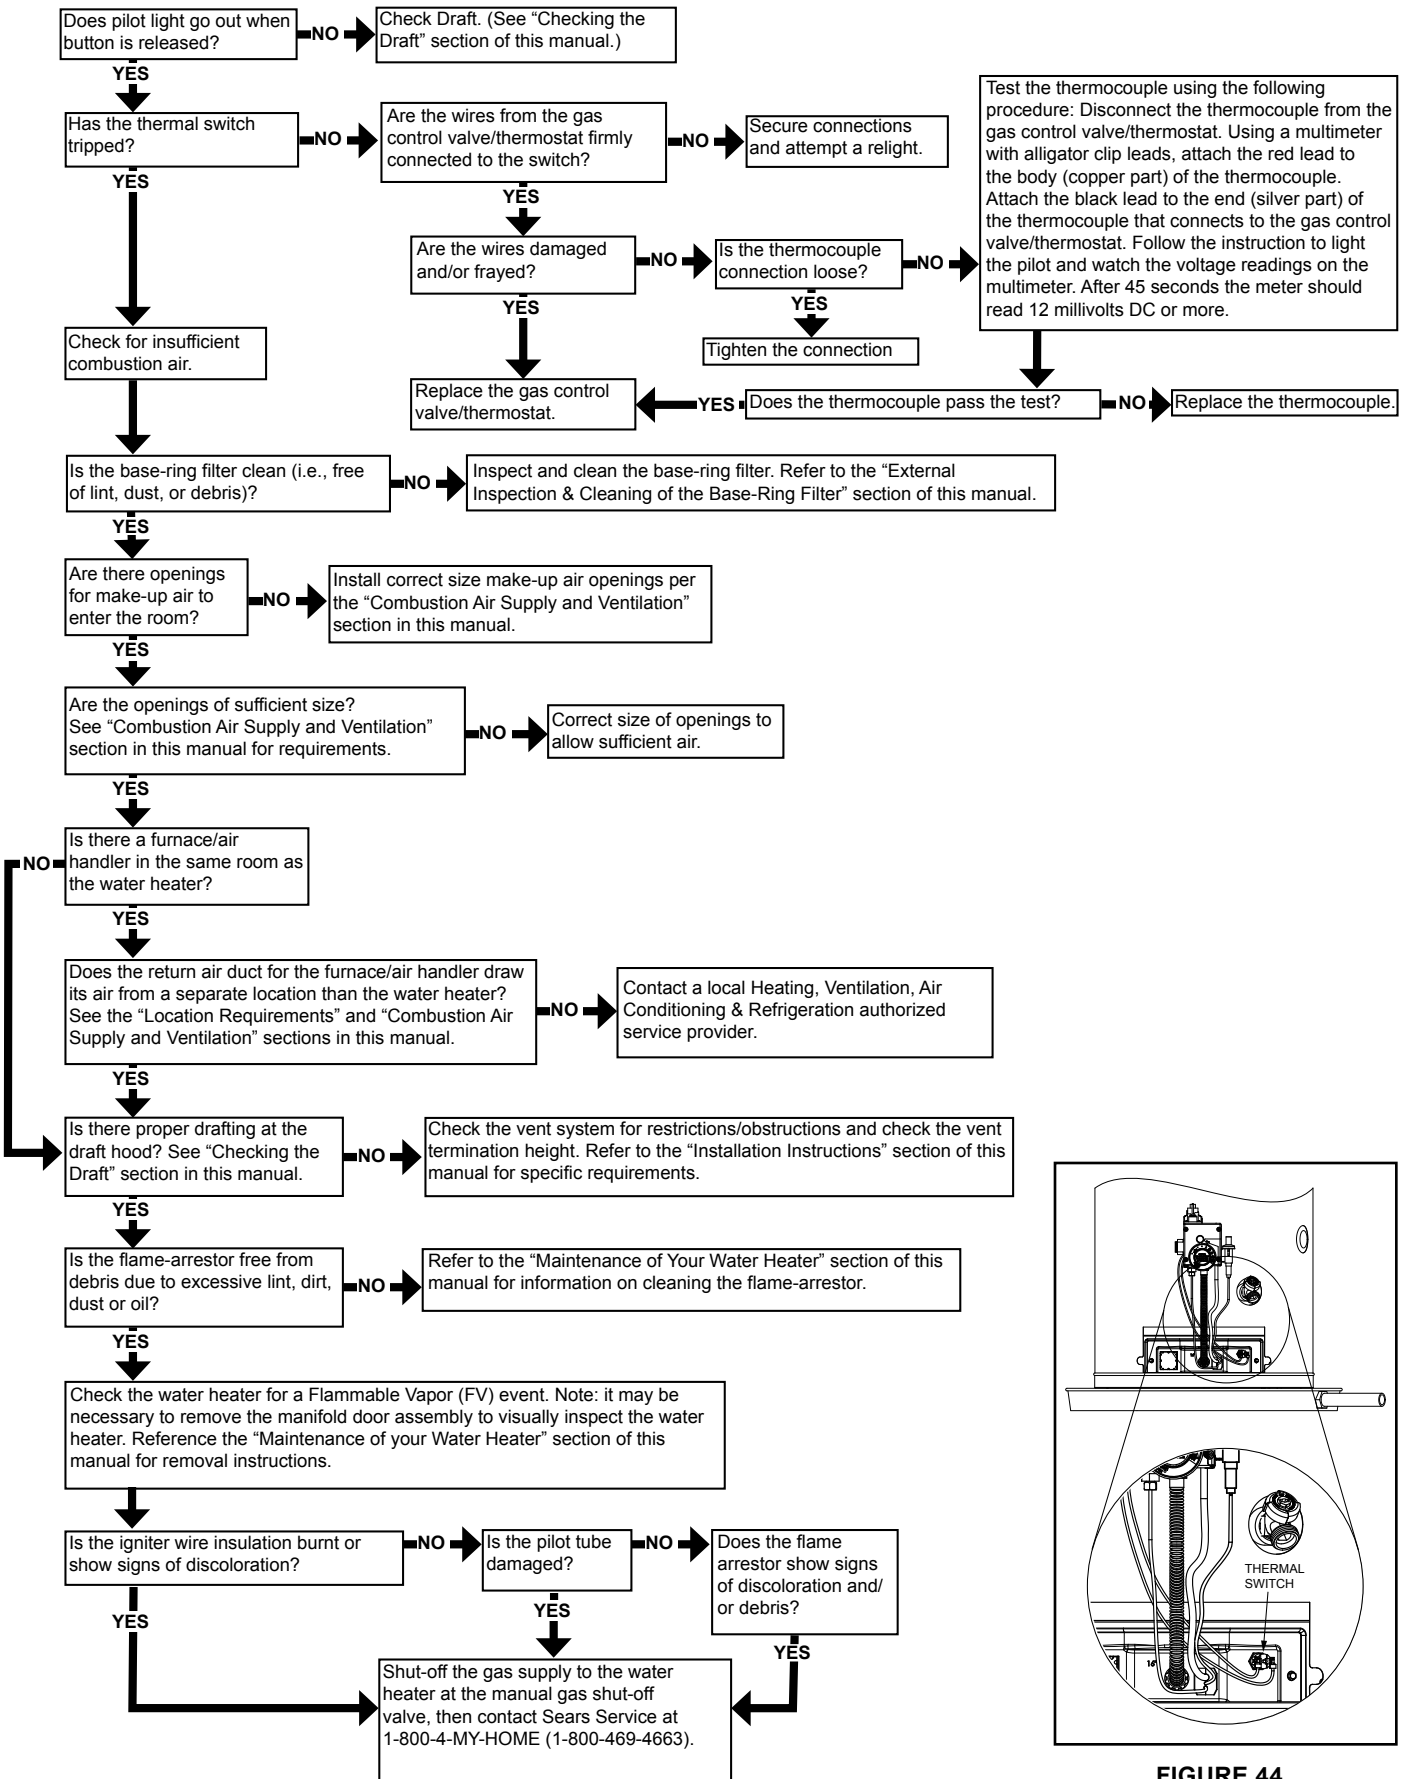 Does pilot light go out when
button is released?
NO
Check Draft. (See “Checking the
Draft” section of this manual.)
YES
Has the thermal switch
tripped?
NO
Are the wires from the gas
control valve/thermostat firmly
connected to the switch?
NO
Secure connections
and attempt a relight.
Test the thermocouple using the following
procedure: Disconnect the thermocouple from the
gas control valve/thermostat. Using a multimeter
with alligator clip leads, attach the red lead to
the body (copper part) of the thermocouple.
Attach the black lead to the end (silver part) of
the thermocouple that connects to the gas control
valve/thermostat. Follow the instruction to light
the pilot and watch the voltage readings on the
multimeter. After 45 seconds the meter should
read 12 millivolts DC or more.
YES
YES
Are the wires damaged
and/or frayed?
NO
Is the thermocouple
connection loose?
NO
YES
YES
Tighten the connection
Check for insufficient
combustion air.
Replace the gas control
valve/thermostat.
YES
Does the thermocouple pass the test?
NO
Replace the thermocouple.
Is the base-ring filter clean (i.e., free
of lint, dust, or debris)?
NO
Inspect and clean the base-ring filter. Refer to the “External
Inspection & Cleaning of the Base-Ring Filter” section of this manual.
YES
Are there openings
for make-up air to
enter the room?
NO
Install correct size make-up air openings per
the “Combustion Air Supply and Ventilation”
section in this manual.
YES
Are the openings of sufficient size?
See “Combustion Air Supply and Ventilation”
section in this manual for requirements.
NO
Correct size of openings to
allow sufficient air.
YES
Is there a furnace/air
handler in the same room as
the water heater?
NO
YES
Does the return air duct for the furnace/air handler draw
its air from a separate location than the water heater?
See the “Location Requirements” and “Combustion Air
Supply and Ventilation” sections in this manual.
NO
Contact a local Heating, Ventilation, Air
Conditioning & Refrigeration authorized
service provider.
YES
Is there proper drafting at the
draft hood? See “Checking the
Draft” section in this manual.
NO
Check the vent system for restrictions/obstructions and check the vent
termination height. Refer to the “Installation Instructions” section of this
manual for specific requirements.
YES
Is the flame-arrestor free from
debris due to excessive lint, dirt,
dust or oil?
NO
Refer to the “Maintenance of Your Water Heater” section of this
manual for information on cleaning the flame-arrestor.
YES
Check the water heater for a Flammable Vapor (FV) event. Note: it may be
necessary to remove the manifold door assembly to visually inspect the water
heater. Reference the “Maintenance of your Water Heater” section of this
manual for removal instructions.
Is the igniter wire insulation burnt or
show signs of discoloration?
NO
Is the pilot tube
damaged?
NO
Does the flame
arrestor show signs
of discoloration and/
or debris?
YES
YES
YES
Shut-off the gas supply to the water
heater at the manual gas shut-off
valve, then contact Sears Service at
1-800-4-MY-HOME (1-800-469-4663).
THERMAL
SWITCH
16
FIGURE 44